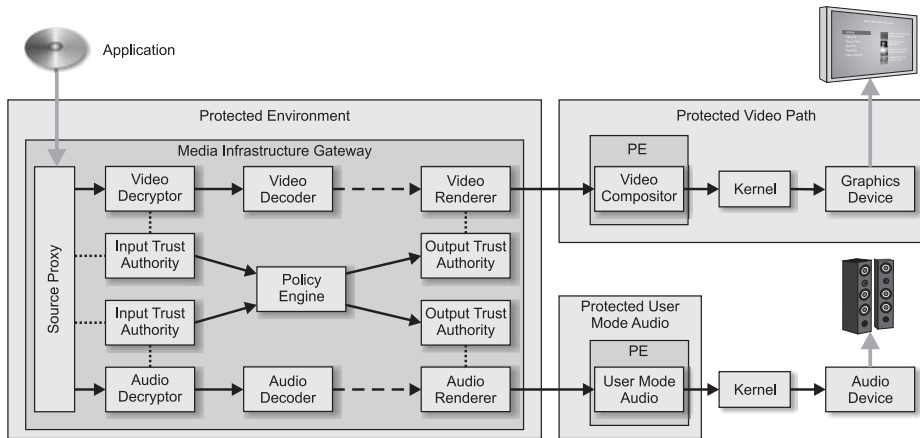 Application
Protected Environment
Media Infrastructure Gateway
Source Proxy
Video
Decryptor
Video
Decoder
Video
Renderer
Input Trust
Authority
Output Trust
Authority
Policy
Engine
Input Trust
Authority
Output Trust
Authority
Audio
Decryptor
Audio
Decoder
Audio
Renderer
Protected Video Path
PE
Video
Compositor
Kernel
Graphics
Device
Protected User
Mode Audio
PE
User Mode
Audio
Kernel
Audio
Device